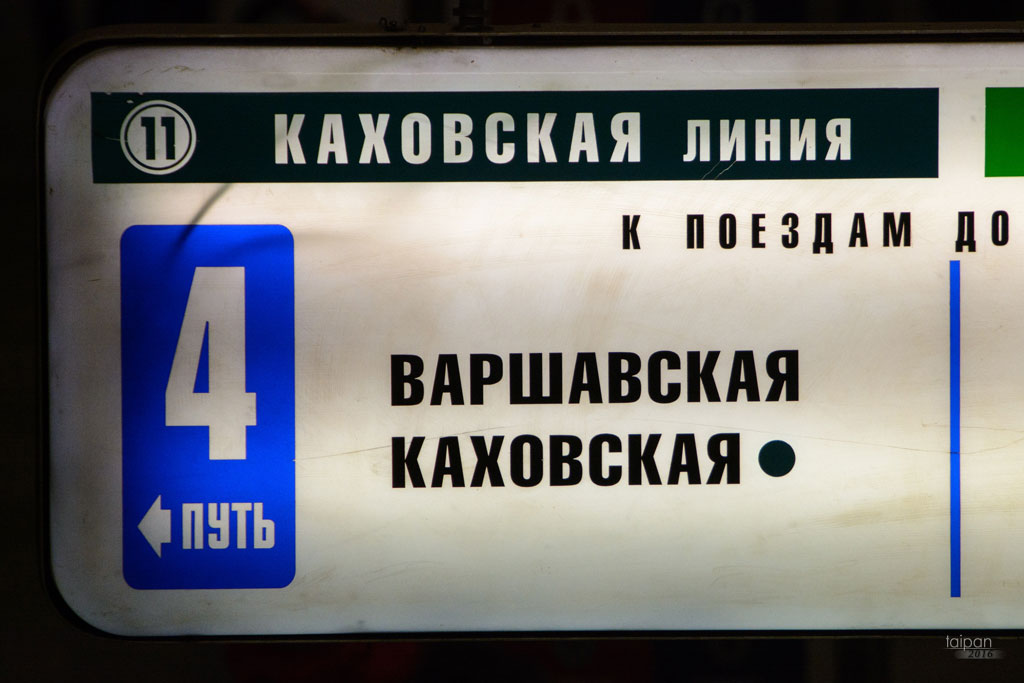 11 КАХОВСКАЯ ЛИНИЯ
К ПОЕЗДАМ ДО
4
ПУТЬ
ВАРШАВСКАЯ
КАХОВСКАЯ
taipan
2016